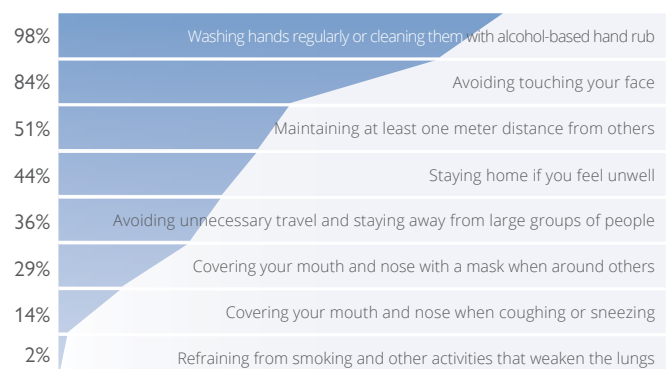 98% Washing hands regularly or cleaning them with alcohol-based hand rub
84% Avoiding touching your face
51% Maintaining at least one meter distance from others
44% Staying home if you feel unwell
36% Avoiding unnecessary travel and staying away from large groups of people
29% Covering your mouth and nose with a mask when around others
14% Covering your mouth and nose when coughing or sneezing
2% Refraining from smoking and other activities that weaken the lungs